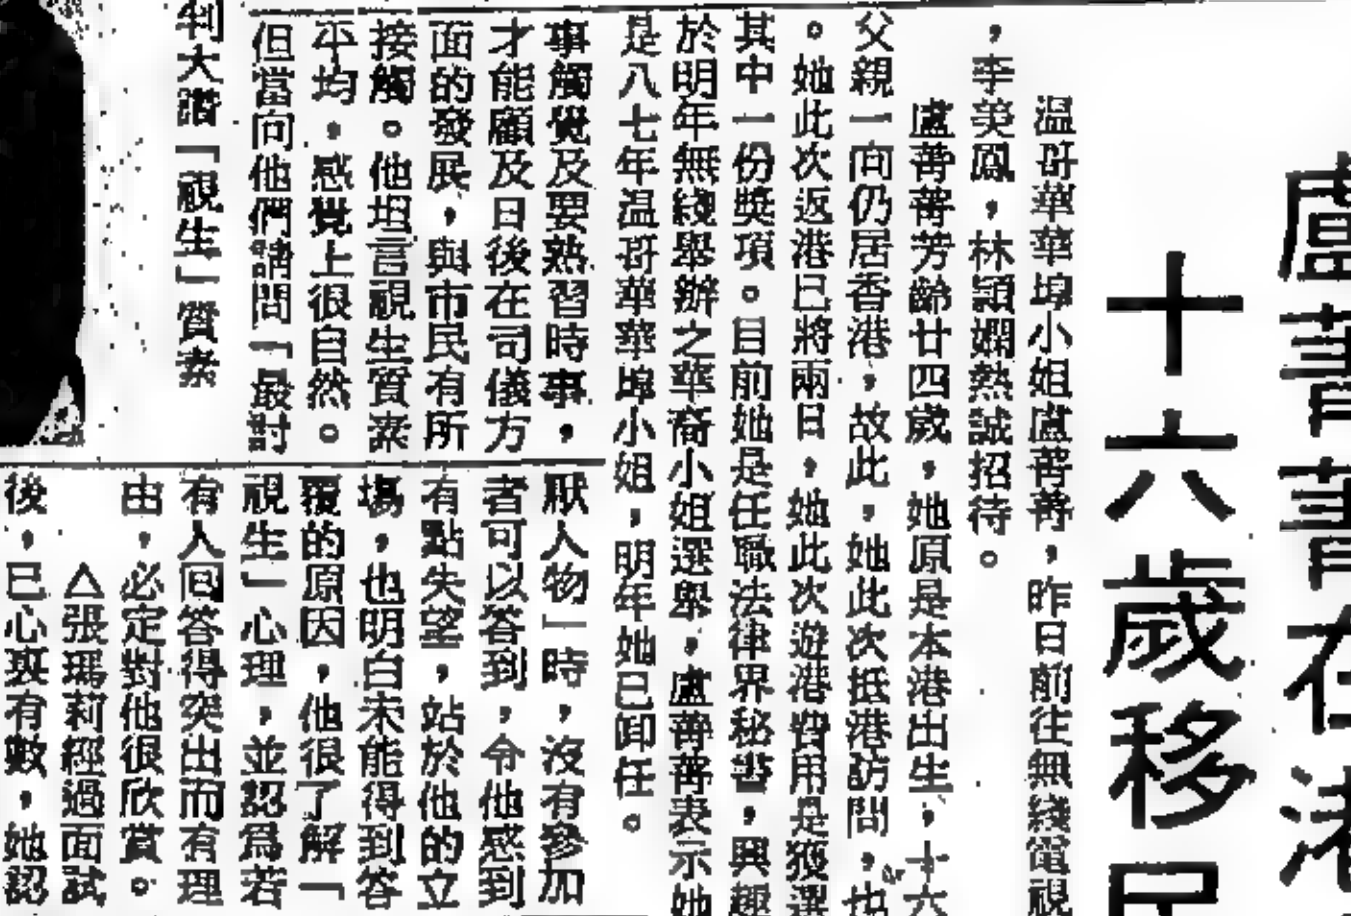 盧菁菁在港
十六歲移民
温哥華華埠小姐盧菁菁，昨日前往無綫電視
，李美鳳，林穎嫺熱誠招待。
盧菁菁芳齡廿四歲，她原是本港出生，十六
父親一向仍居香港，故此，她此次抵港訪問，也
。她此次返港已將兩日，她此次遊港費用是獲選
其中一份獎項。目前她是任職法律界秘書，興趣
於明年無綫舉辦之華裔小姐選舉，盧菁菁表示她
是八七年温哥華華埠小姐，明年她已卸任。
事觸覺及要熟習時事，
才能顧及日後在司儀方
面的發展，與市民有所
接觸。他坦言視生質素
平均，感覺上很自然。
但當向他們請問「最討
厭人物」時，沒有參加
者可以答到，令他感到
有點失望，站於他的立
塲，也明白未能得到答
覆的原因，他很了解「
視生」心理，並認爲若
有人回答得突出而有理
由，必定對他很欣賞。
△張瑪莉經過面試
後，已心裏有數，她認
判大諧「視生」質素